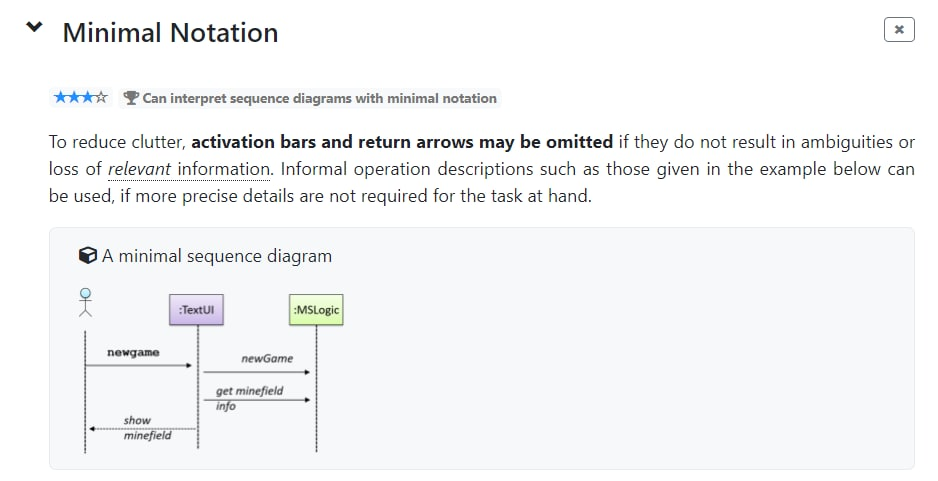 Minimal Notation
Can interpret sequence diagrams with minimal notation
To reduce clutter, activation bars and return arrows may be omitted if they do not result in ambiguities or
loss of relevant information. Informal operation descriptions such as those given in the example below can
be used, if more precise details are not required for the task at hand.
A minimal sequence diagram
:TextUI
:MSLogic
newgame
newGame
get minefield
info
show
minefield